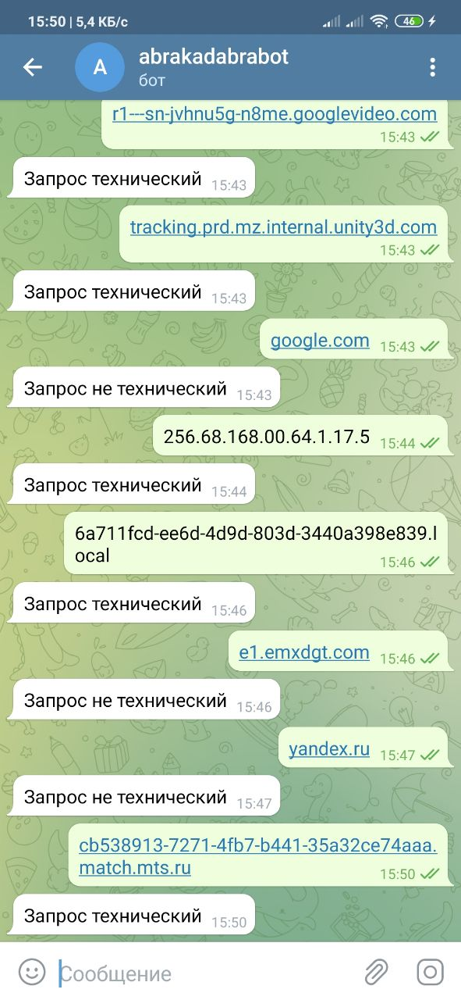 15:50 | 5,4 КБ/с
46
A
abrakadabrabot
бот
r1---sn-jvhnu5g-n8me.googlevideo.com
15:43
Запрос технический 15:43
tracking.prd.mz.internal.unity3d.com
15:43
Запрос технический 15:43
google.com 15:43
Запрос не технический 15:43
256.68.168.00.64.1.17.5 15:44
Запрос технический 15:44
6a711fcd-ee6d-4d9d-803d-3440a398e839.l
ocal
15:46
Запрос технический 15:46
e1.emxdgt.com 15:46
Запрос не технический 15:46
yandex.ru 15:47
Запрос не технический 15:47
cb538913-7271-4fb7-b441-35a32ce74aaa.
match.mts.ru 15:50
Запрос технический 15:50
Сообщение